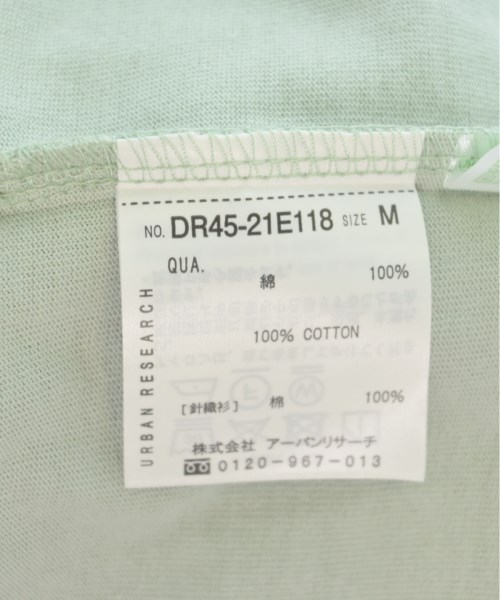 NO. DR45-21E118 SIZE M
QUA.
綿 100%
100% COTTON
[針織衫] 棉 100%
株式会社 アーバンリサーチ
0120-967-013
URBAN RESEARCH